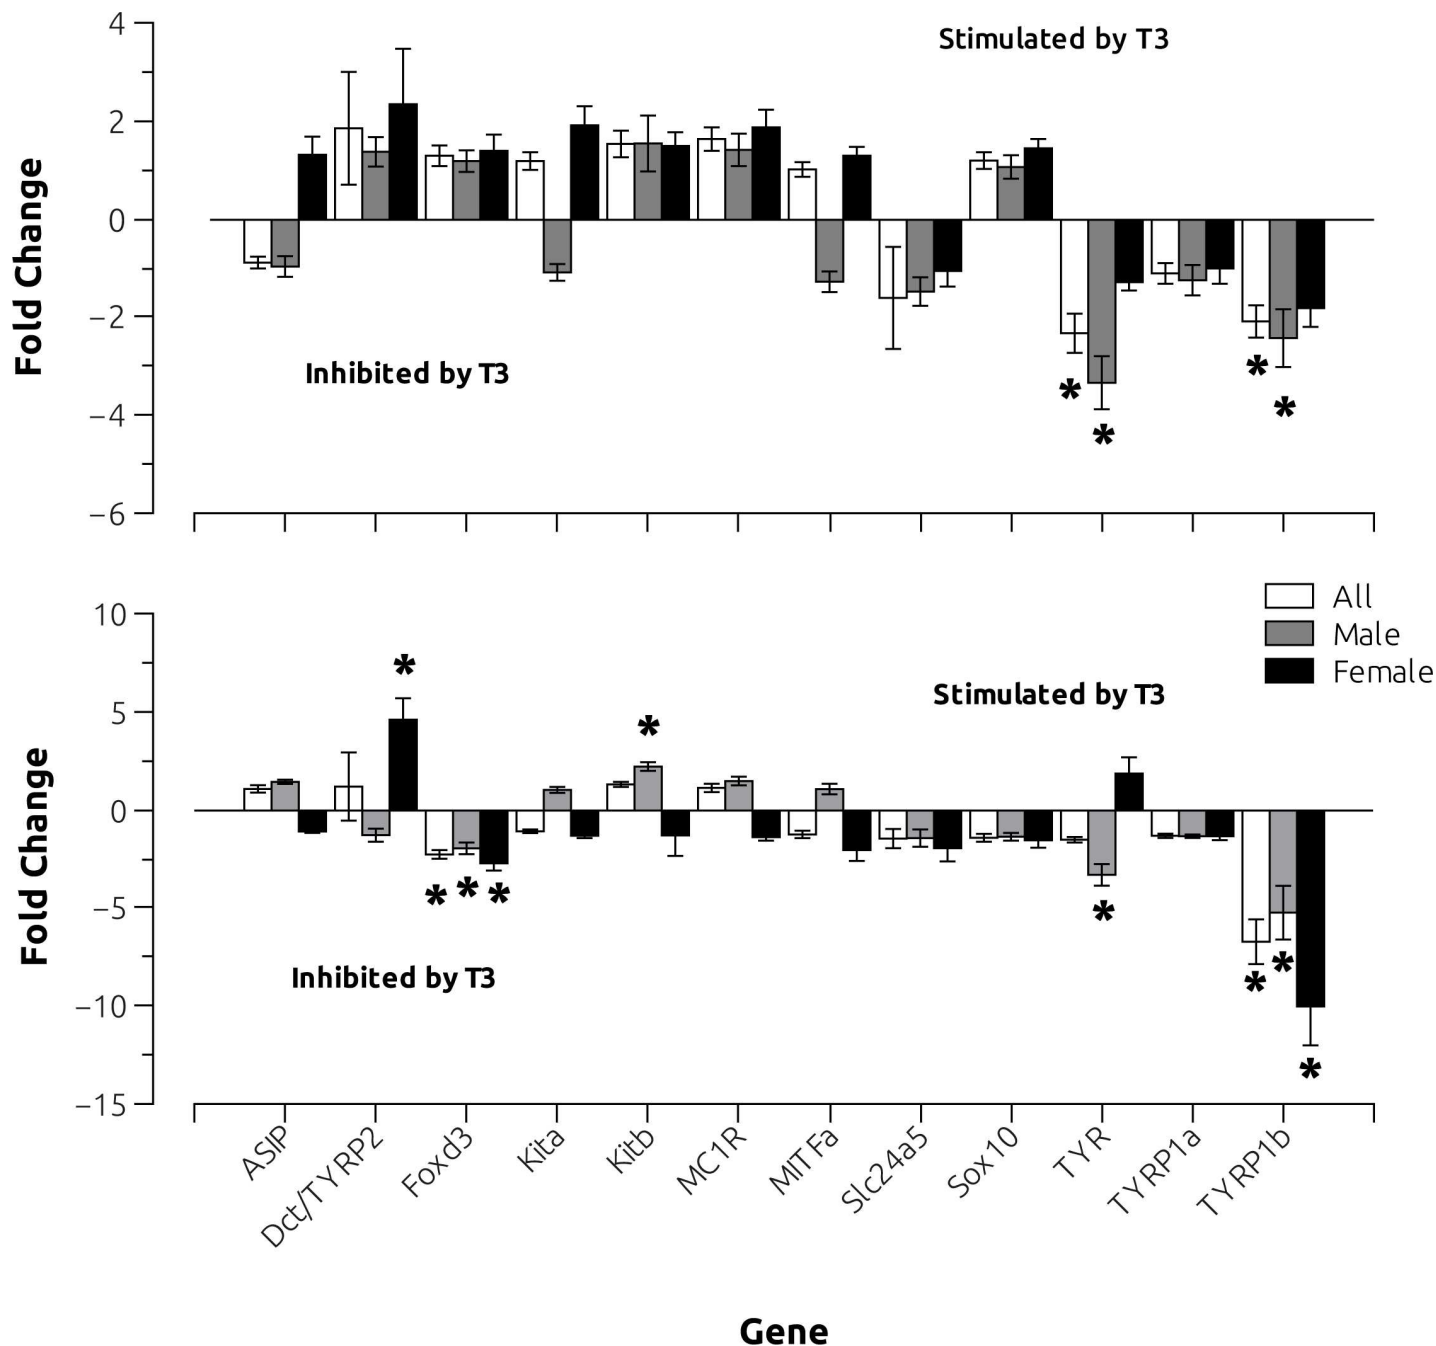 4
2
0
−2
−4
−6
Fold Change
Stimulated by T3
Inhibited by T3
*
*
*
*
All
Male
Female
10
5
0
−5
−10
−15
Fold Change
Stimulated by T3
Inhibited by T3
*
*
*
*
*
*
*
*
*
ASIP
Dct/TYRP2
Foxd3
Kita
Kitb
MC1R
MITFa
Slc24a5
Sox10
TYR
TYRP1a
TYRP1b
Gene